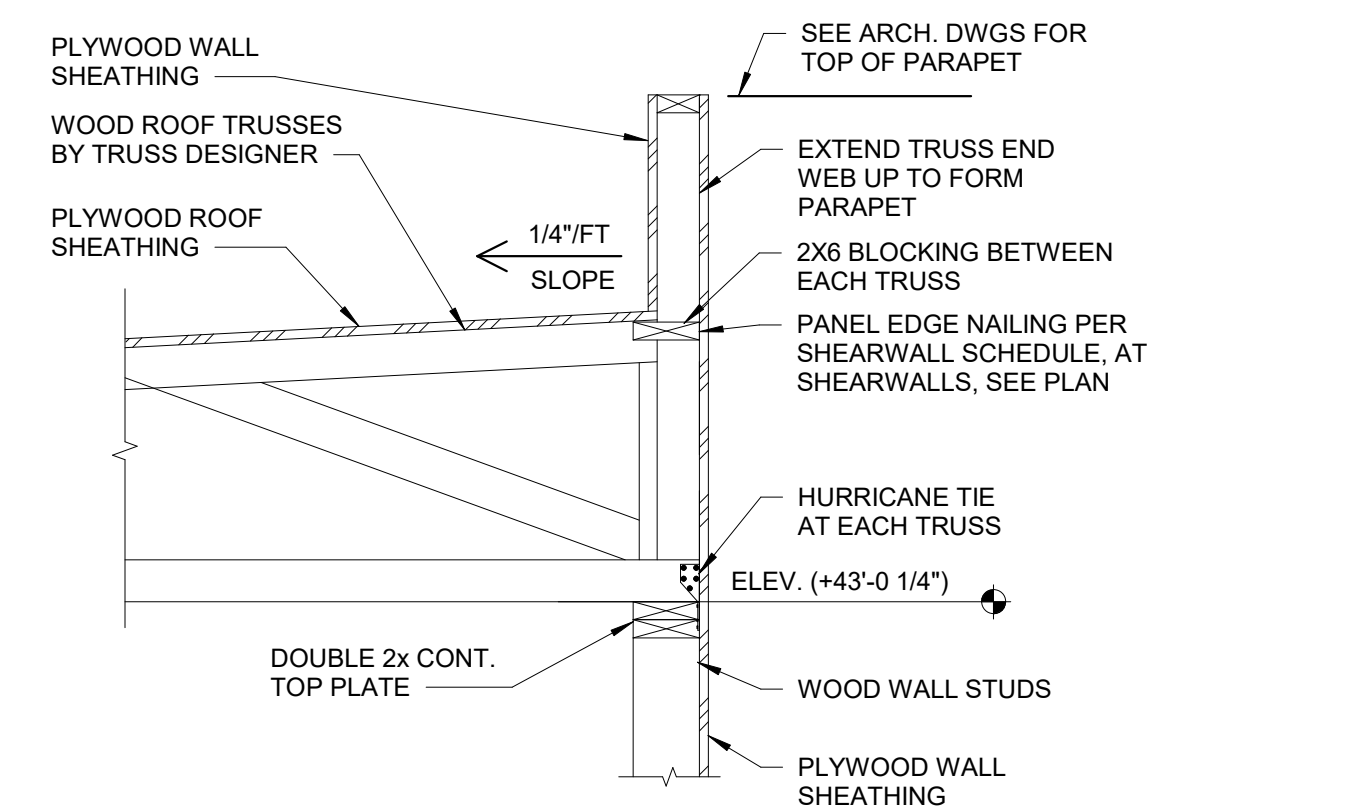 PLYWOOD WALL
SHEATHING
WOOD ROOF TRUSSES
BY TRUSS DESIGNER
PLYWOOD ROOF
SHEATHING
1/4"/FT
SLOPE
SEE ARCH. DWGS FOR
TOP OF PARAPET
EXTEND TRUSS END
WEB UP TO FORM
PARAPET
2X6 BLOCKING BETWEEN
EACH TRUSS
PANEL EDGE NAILING PER
SHEARWALL SCHEDULE, AT
SHEARWALLS, SEE PLAN
HURRICANE TIE
AT EACH TRUSS
ELEV. (+43'-0 1/4")
DOUBLE 2x CONT.
TOP PLATE
WOOD WALL STUDS
PLYWOOD WALL
SHEATHING